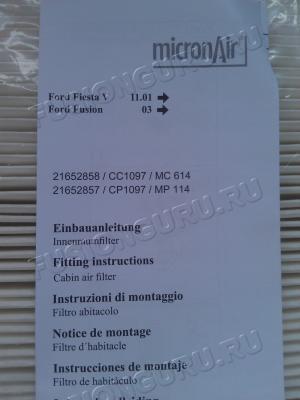 micronAir
Ford Fiesta V 11.01 →
Ford Fusion 03 →
21652858 / CC1097 / MC 614
21652857 / CP1097 / MP 114
Einbauanleitung
Innenraumfilter
Fitting instructions
Cabin air filter
Instruzioni di montaggio
Filtro abitacolo
Notice de montage
Filtre d´habitacle
Instrucciones de montaje
Filtro de habitáculo
FUSIONGURU.RU